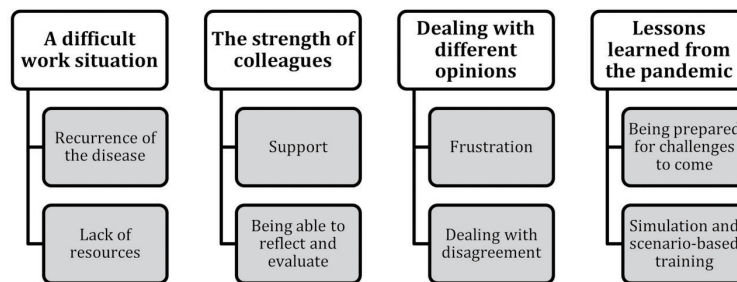 A difficult
work situation
Recurrence of
the disease
Lack of
resources
The strength of
colleagues
Support
Being able to
reflect and
evaluate
Dealing with
different
opinions
Frustration
Dealing with
disagreement
Lessons
learned from
the pandemic
Being prepared
for challenges
to come
Simulation and
scenario-based
training